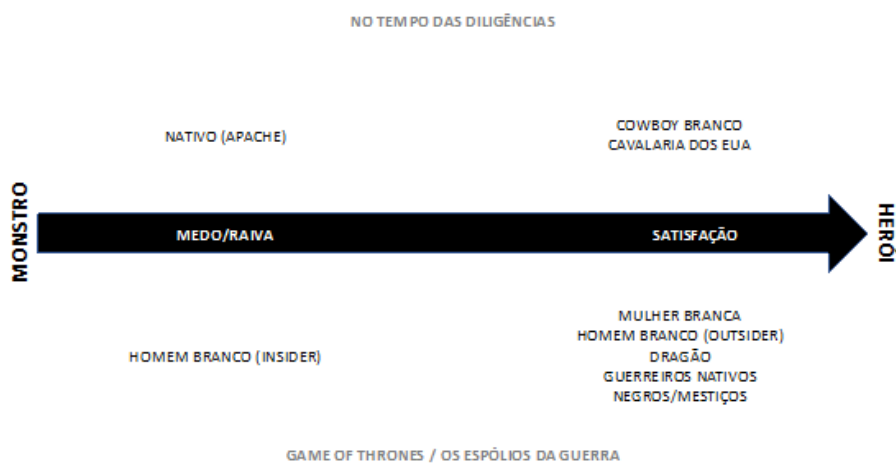 NO TEMPO DAS DILIGÊNCIAS
NATIVO (APACHE)
COWBOY BRANCO
CAVALARIA DOS EUA
MONSTRO
MEDO/RAIVA
SATISFAÇÃO
HERÓI
HOMEM BRANCO (INSIDER)
MULHER BRANCA
HOMEM BRANCO (OUTSIDER)
DRAGÃO
GUERREIROS NATIVOS
NEGROS/MESTIÇOS
GAME OF THRONES / OS ESPÓLIOS DA GUERRA